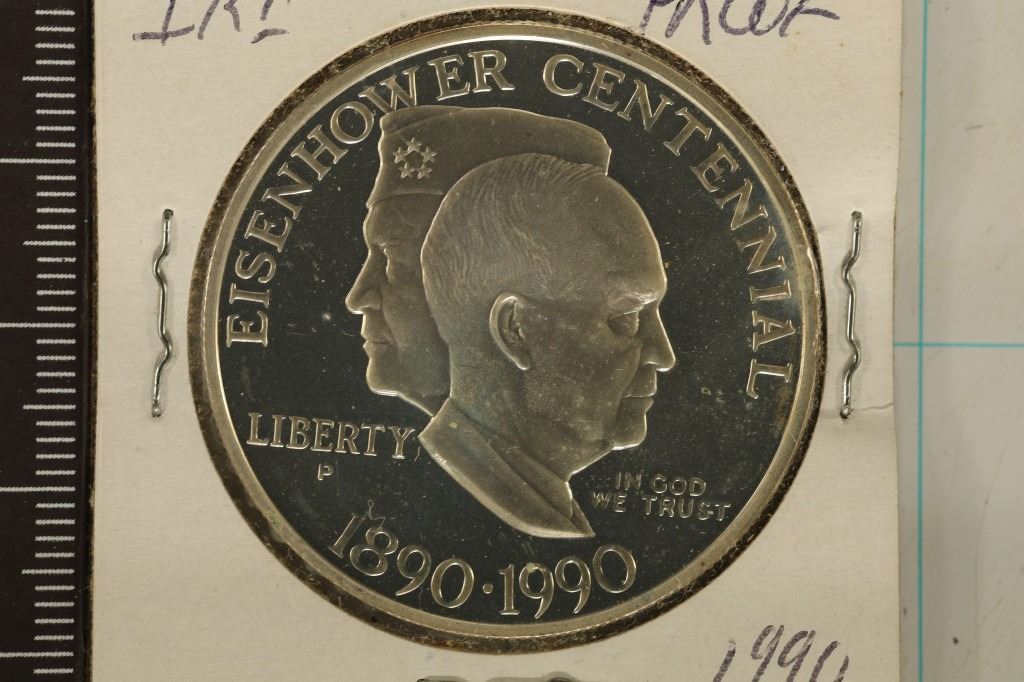 PROOF
EISENHOWER CENTENNIAL
LIBERTY
P
IN GOD
WE TRUST
1890·1990
1990